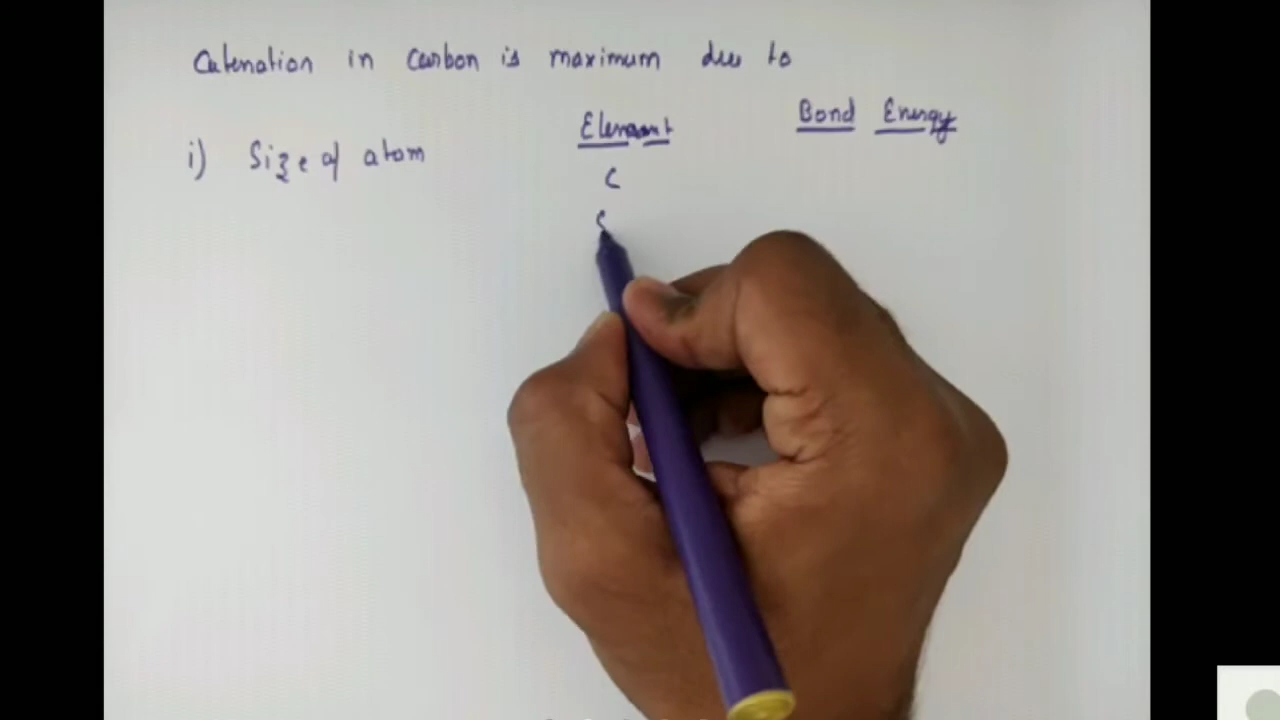 Catenation in carbon is maximum due to
Element Bond Energy
i) Size of atom
C